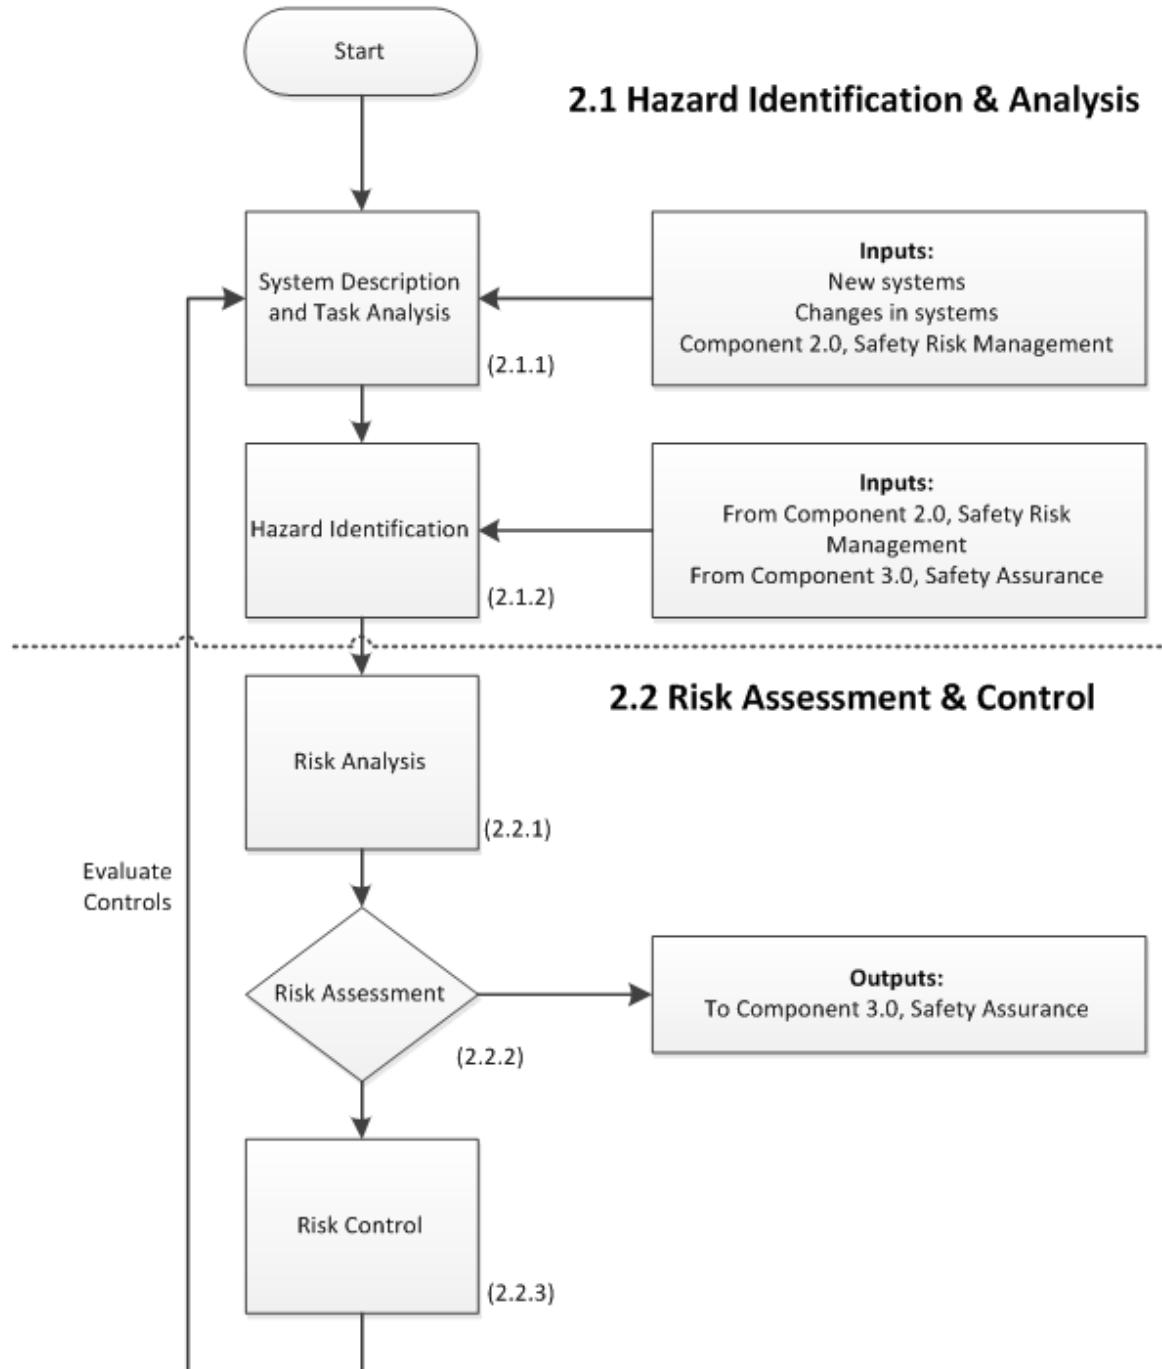 Start
2.1 Hazard Identification & Analysis
System Description
and Task Analysis
(2.1.1)
Inputs:
New systems
Changes in systems
Component 2.0, Safety Risk Management
Hazard Identification
(2.1.2)
Inputs:
From Component 2.0, Safety Risk
Management
From Component 3.0, Safety Assurance
2.2 Risk Assessment & Control
Risk Analysis
(2.2.1)
Evaluate
Controls
Risk Assessment
(2.2.2)
Outputs:
To Component 3.0, Safety Assurance
Risk Control
(2.2.3)